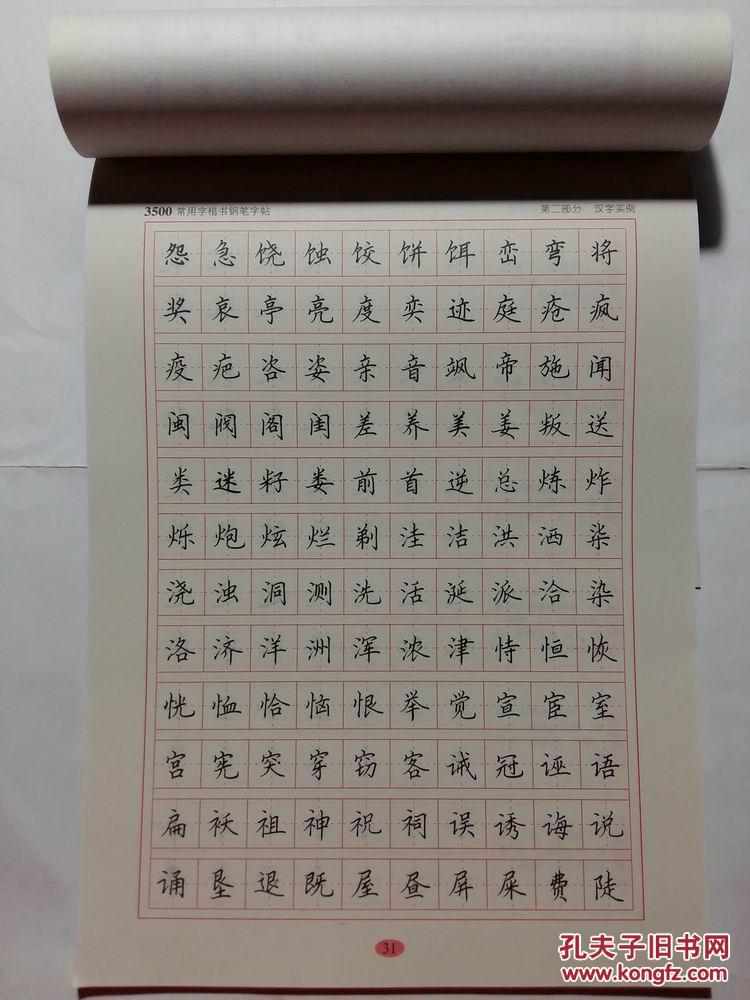 3500 常用字楷书钢笔字帖 第二部分 汉字实例
怨急饶蚀饺饼饵峦弯将
奖哀亭亮度奕迹庭疮疯
疫疤咨姿亲音飒帝施闻
闽阀阁闺差养美姜叛送
类迷籽娄前首逆总炼炸
烁炮炫烂剃洼洁洪洒柒
浇浊洞测洗活涎派洽染
洛济洋洲浑浓津恃恒恢
恍恤恰恼恨举觉宣宦室
宫宪突穿窃客诫冠诬语
扁袄祖神祝祠误诱诲说
诵垦退既屋昼屏屎费陡
31
孔夫子旧书网
www.kongfz.com